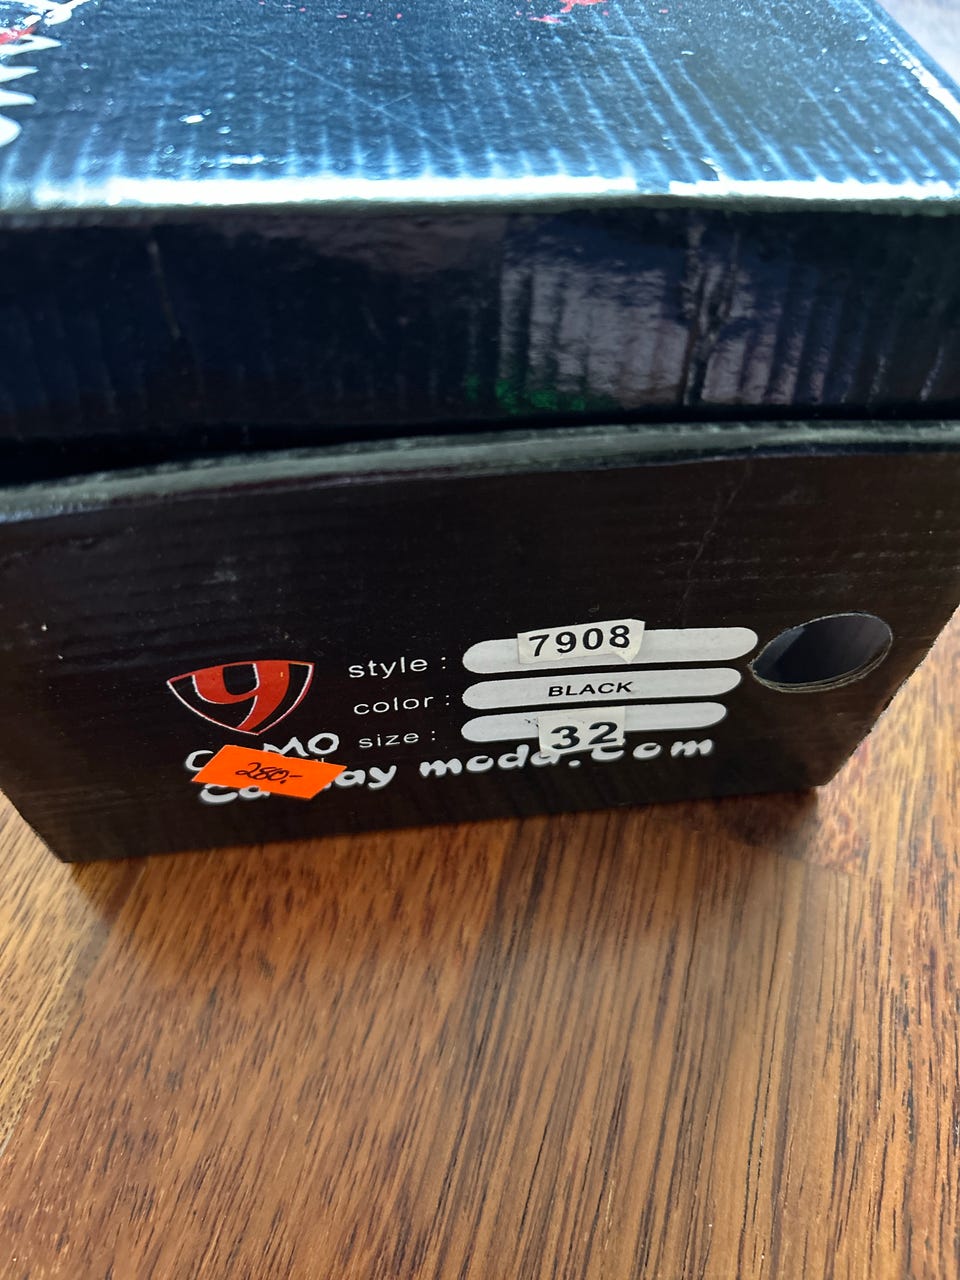 style : 7908
color : BLACK
size : 32
280,-
moda.com